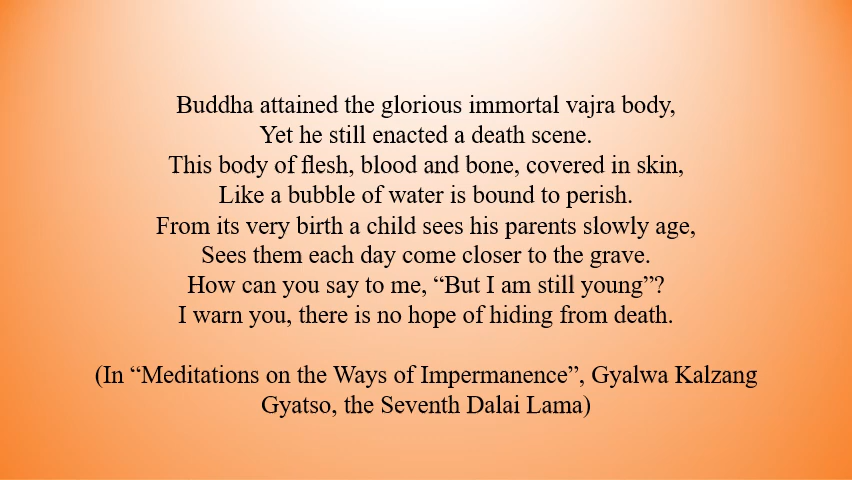 Buddha attained the glorious immortal vajra body,
Yet he still enacted a death scene.
This body of flesh, blood and bone, covered in skin,
Like a bubble of water is bound to perish.
From its very birth a child sees his parents slowly age,
Sees them each day come closer to the grave.
How can you say to me, “But I am still young”?
I warn you, there is no hope of hiding from death.
(In “Meditations on the Ways of Impermanence”, Gyalwa Kalzang
Gyatso, the Seventh Dalai Lama)